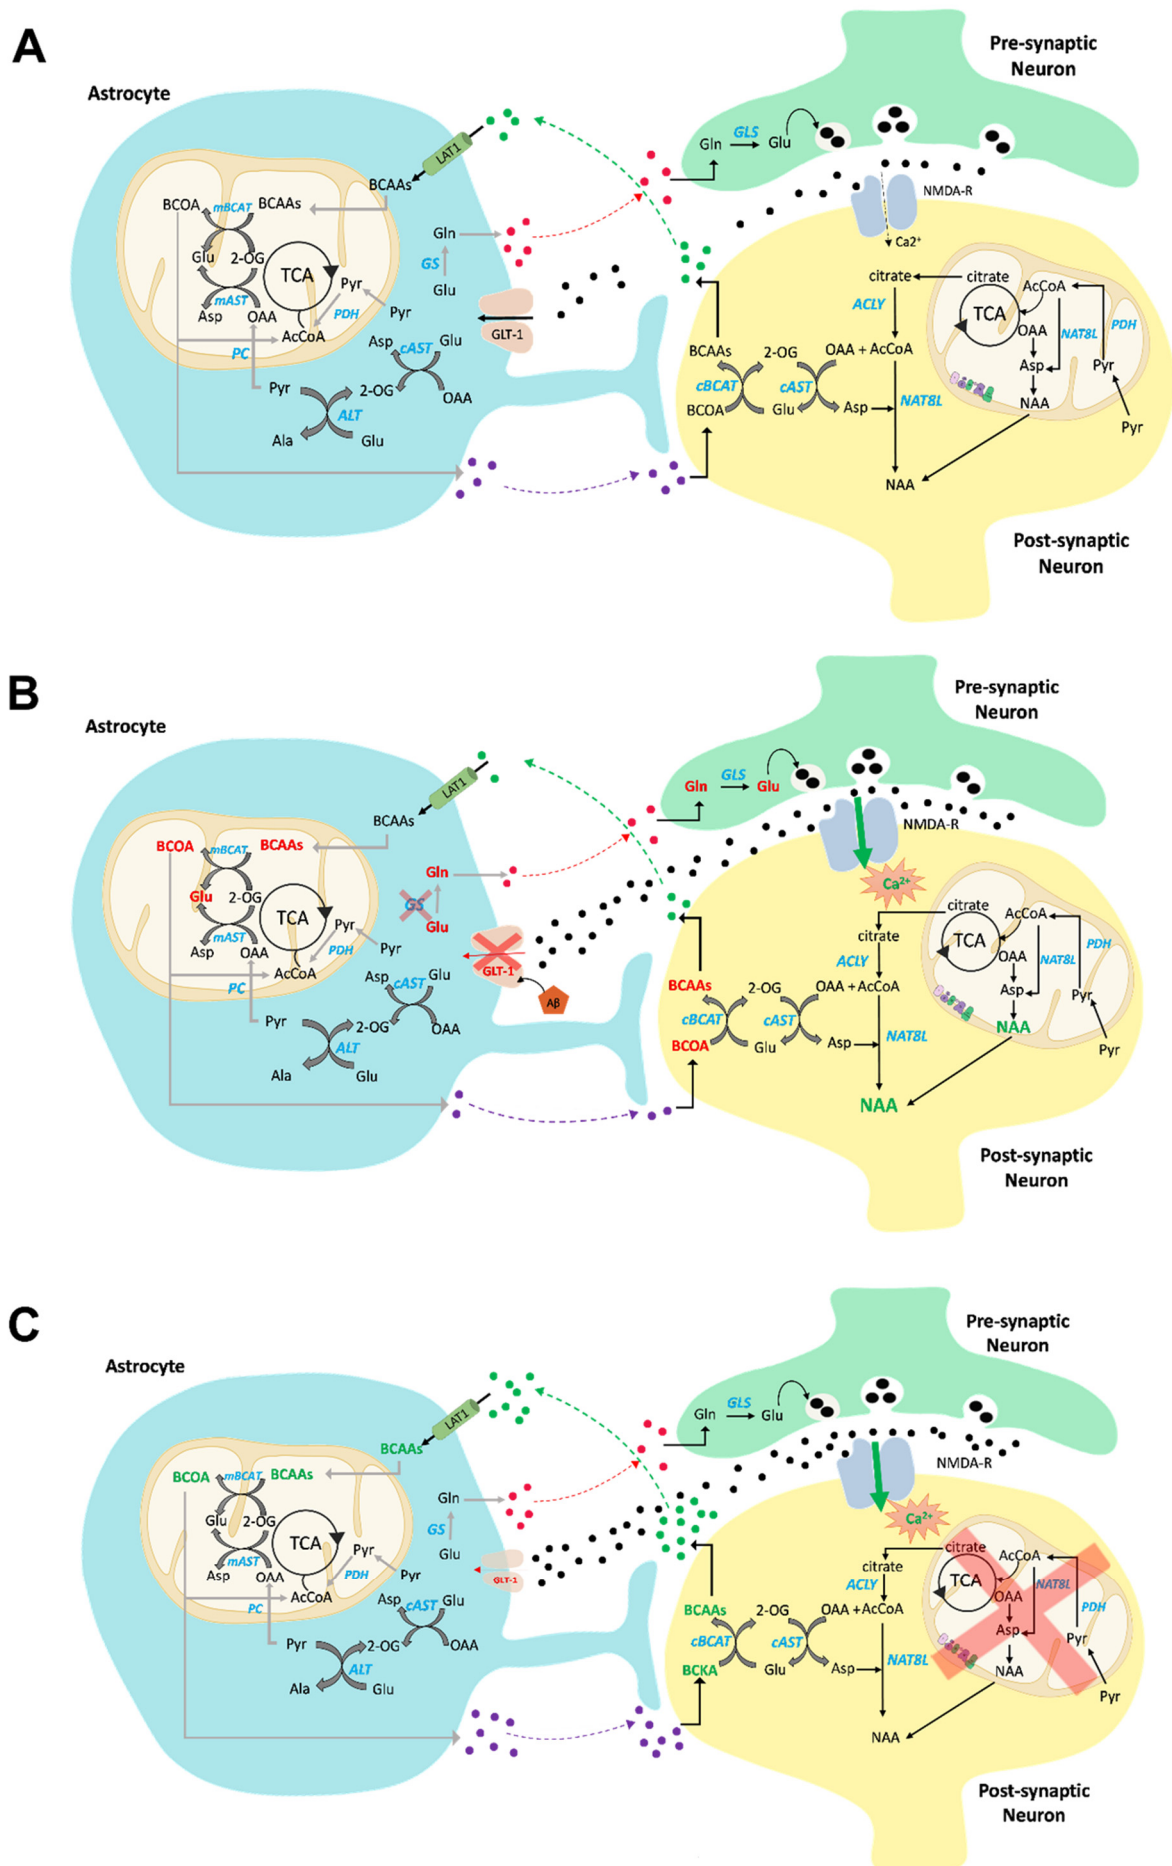 A
Astrocyte
Pre-synaptic
Neuron
LAT1
BCAAs
Gln
GLS
Glu
NMDA-R
Ca2+
BCOA
mBCAT
BCAAs
Glu
2-OG
TCA
mAST
Asp
OAA
Pyr
PDH
AcCoA
PC
Gln
GS
Glu
Pyr
GLT-1
Asp
cAST
Glu
2-OG
OAA
Pyr
ALT
Ala
Glu
citrate
citrate
AcCoA
TCA
OAA
NAT8L
PDH
Asp
Pyr
NAA
Pyr
ACLY
BCAAs
2-OG
OAA + AcCoA
cBCAT
cAST
BCOA
Glu
Asp
NAT8L
NAA
Post-synaptic
Neuron
B
Astrocyte
Pre-synaptic
Neuron
LAT1
BCAAs
Gln
GLS
Glu
NMDA-R
Ca2+
BCOA
mBCAT
BCAAs
Glu
2-OG
TCA
mAST
Asp
OAA
Pyr
PDH
AcCoA
PC
Gln
GS
Glu
Pyr
GLT-1
Aβ
Asp
cAST
Glu
2-OG
OAA
Pyr
ALT
Ala
Glu
citrate
citrate
AcCoA
TCA
OAA
NAT8L
PDH
Asp
Pyr
NAA
Pyr
ACLY
BCAAs
2-OG
OAA + AcCoA
cBCAT
cAST
BCOA
Glu
Asp
NAT8L
NAA
Post-synaptic
Neuron
C
Astrocyte
Pre-synaptic
Neuron
LAT1
BCAAs
Gln
GLS
Glu
NMDA-R
Ca2+
BCOA
mBCAT
BCAAs
Glu
2-OG
TCA
mAST
Asp
OAA
Pyr
PDH
AcCoA
PC
Gln
GS
Glu
Pyr
GLT-1
Asp
cAST
Glu
2-OG
OAA
Pyr
ALT
Ala
Glu
citrate
citrate
AcCoA
TCA
OAA
NAT8L
PDH
Asp
Pyr
NAA
Pyr
ACLY
BCAAs
2-OG
OAA + AcCoA
cBCAT
cAST
BCKA
Glu
Asp
NAT8L
NAA
Post-synaptic
Neuron